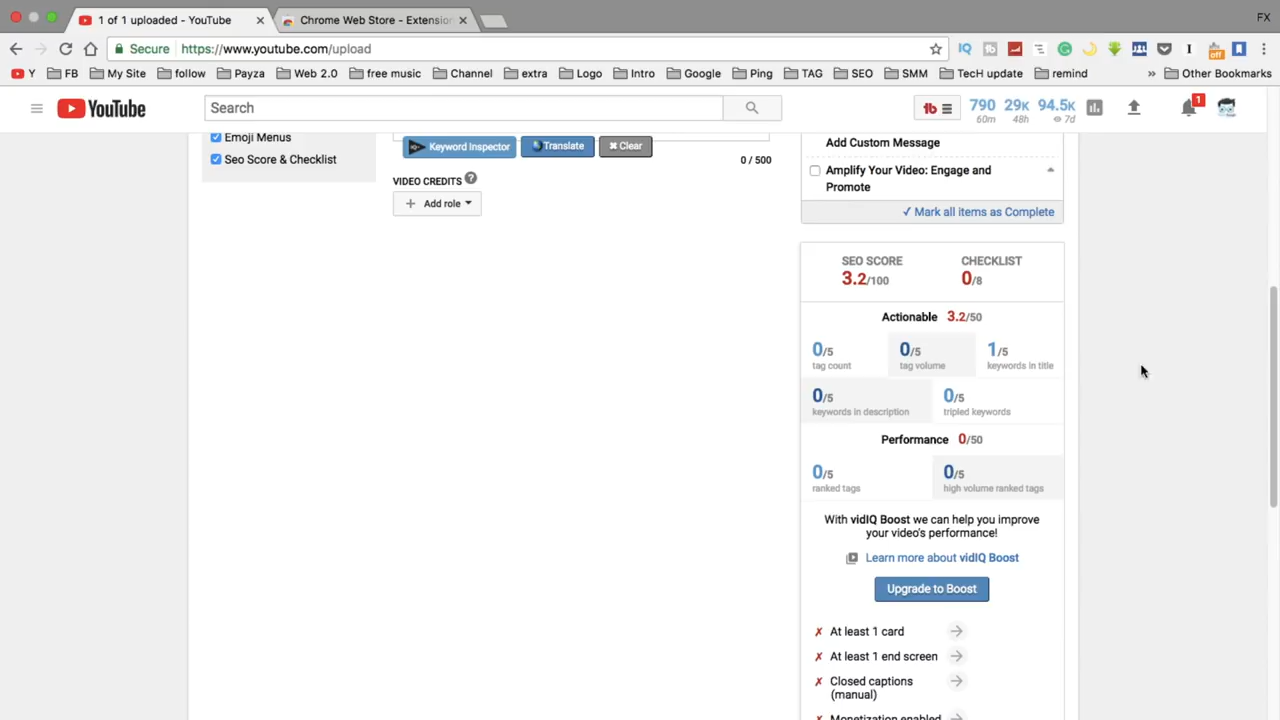 1 of 1 uploaded - YouTube
Chrome Web Store - Extension
FX
Secure https://www.youtube.com/upload
IQ
off
Y FB My Site follow Payza Web 2.0 free music Channel extra Logo Intro Google Ping TAG SEO SMM TecH update remind » Other Bookmarks
YouTube
Search
tb
790 29K 94.5K
60m 48h 7d
1
Emoji Menus
Seo Score & Checklist
Keyword Inspector
Translate
Clear
0 / 500
VIDEO CREDITS ?
+ Add role
Add Custom Message
Amplify Your Video: Engage and
Promote
✓ Mark all items as Complete
SEO SCORE CHECKLIST
3.2/100 0/8
Actionable 3.2/50
0/5 0/5 1/5
tag count tag volume keywords in title
0/5 0/5
keywords in description tripled keywords
Performance 0/50
0/5 0/5
ranked tags high volume ranked tags
With vidIQ Boost we can help you improve
your video's performance!
Learn more about vidIQ Boost
Upgrade to Boost
✗ At least 1 card
✗ At least 1 end screen
✗ Closed captions
(manual)
✗ Monetization enabled